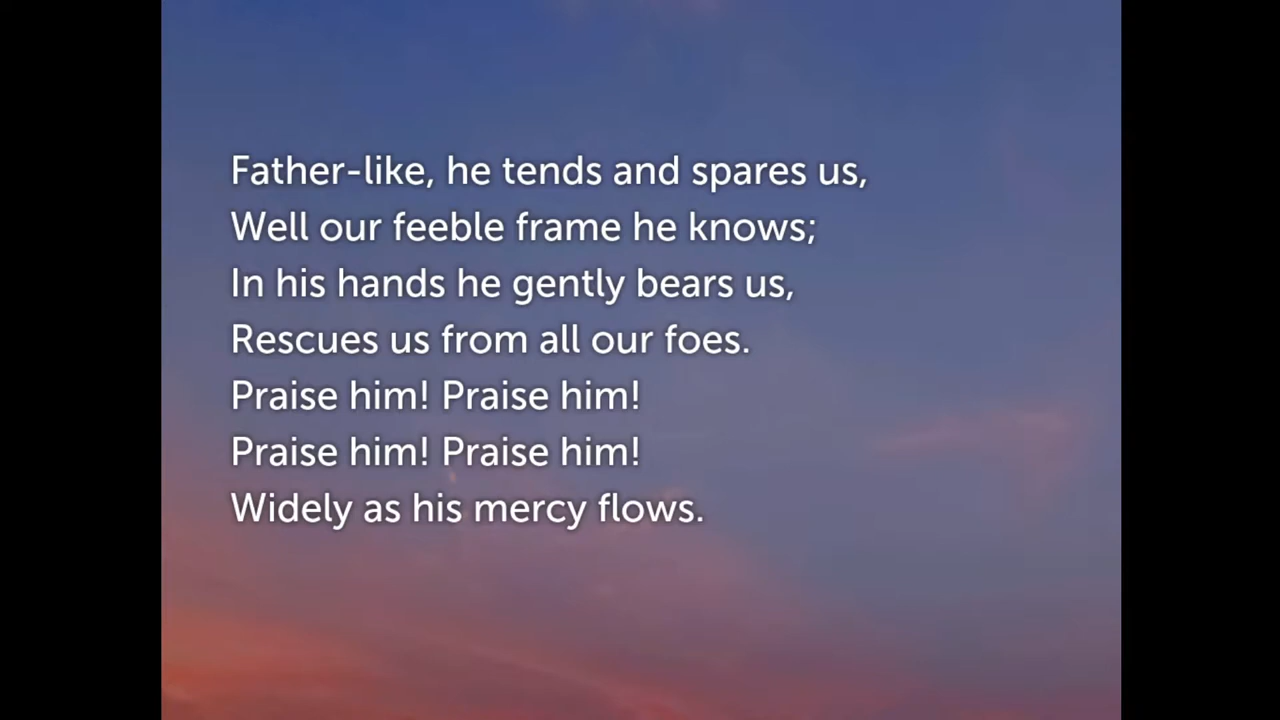 Father-like, he tends and spares us,
Well our feeble frame he knows;
In his hands he gently bears us,
Rescues us from all our foes.
Praise him! Praise him!
Praise him! Praise him!
Widely as his mercy flows.